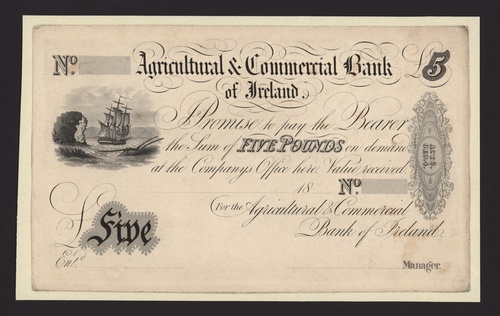 No. Agricultural & Commercial Bank £5
of Ireland
Promise to pay the Bearer
the Sum of FIVE POUNDS on demand
at the Companys Office here. Value received.
18 No.
For the Agricultural & Commercial
Bank of Ireland.
£ Five
Entd.
Manager.